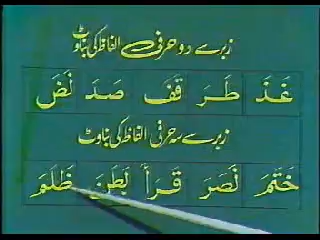 زبر سے دو حرفی الفاظ کی بناوٹ
غَذَ طَرَ قَفَ صَدَ نَضَ
زبر سے سہ حرفی الفاظ کی بناوٹ
خَتَمَ نَصَرَ قَرَأَ بَطَنَ ظَلَمَ